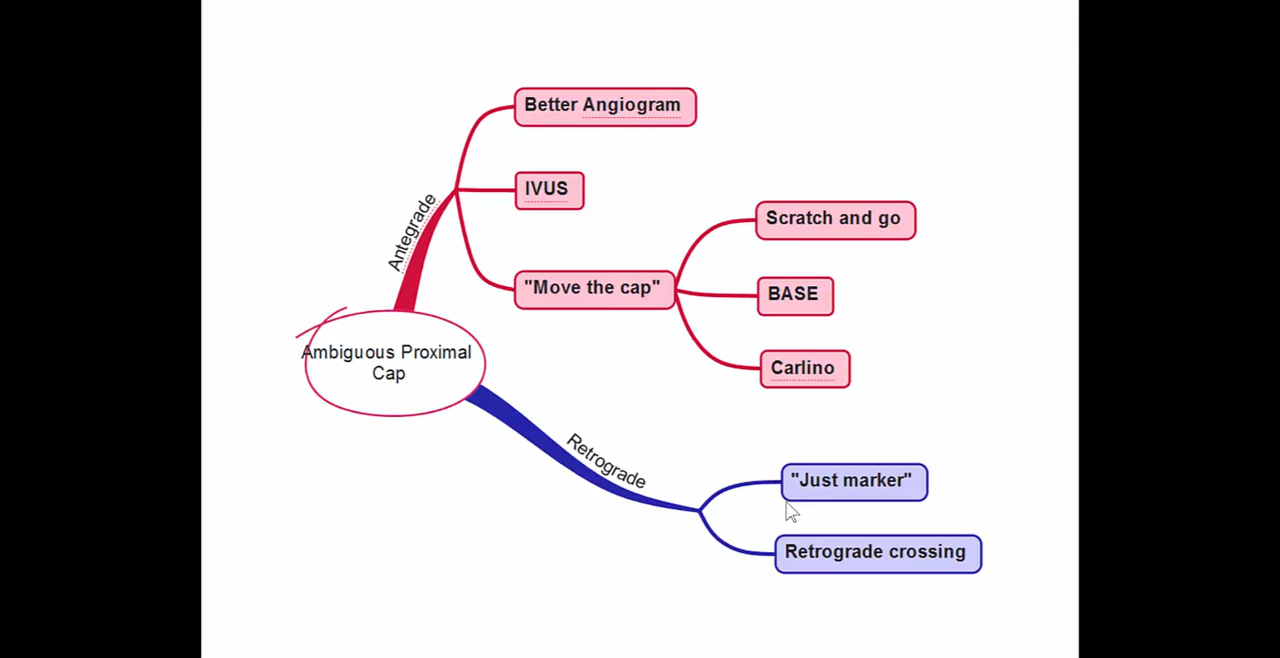 Better Angiogram
IVUS
Antegrade
Scratch and go
"Move the cap"
BASE
Carlino
Ambiguous Proximal
Cap
Retrograde
"Just marker"
Retrograde crossing